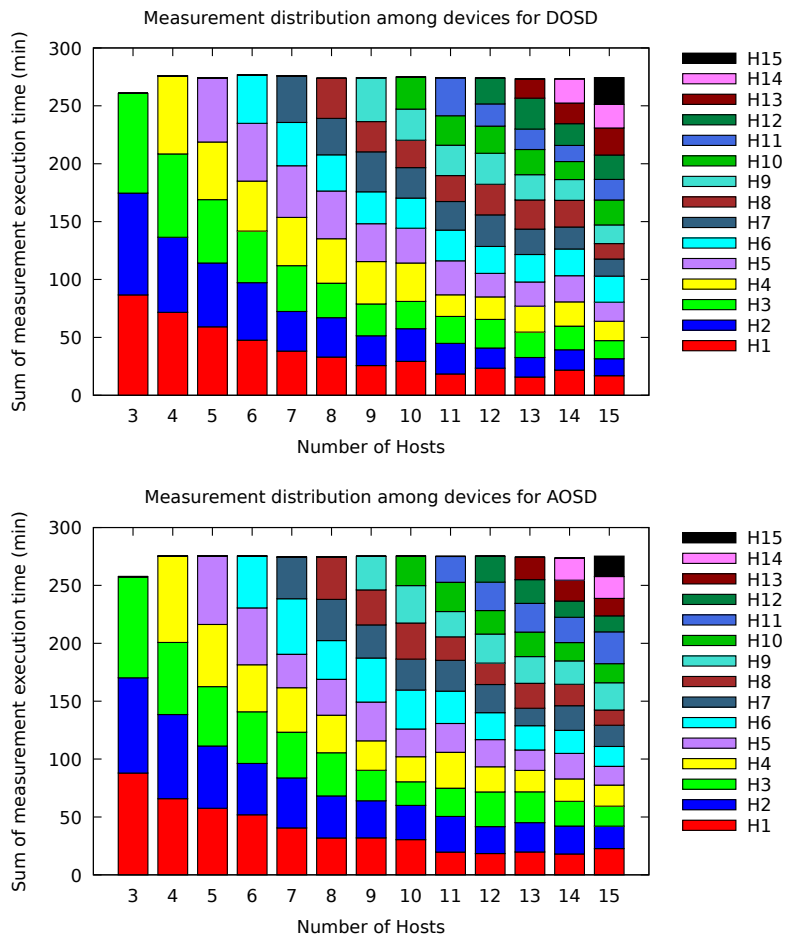 Measurement distribution among devices for DOSD
Sum of measurement execution time (min)
300
250
200
150
100
50
0
3 4 5 6 7 8 9 10 11 12 13 14 15
Number of Hosts
H15
H14
H13
H12
H11
H10
H9
H8
H7
H6
H5
H4
H3
H2
H1
Measurement distribution among devices for AOSD
Sum of measurement execution time (min)
300
250
200
150
100
50
0
3 4 5 6 7 8 9 10 11 12 13 14 15
Number of Hosts
H15
H14
H13
H12
H11
H10
H9
H8
H7
H6
H5
H4
H3
H2
H1